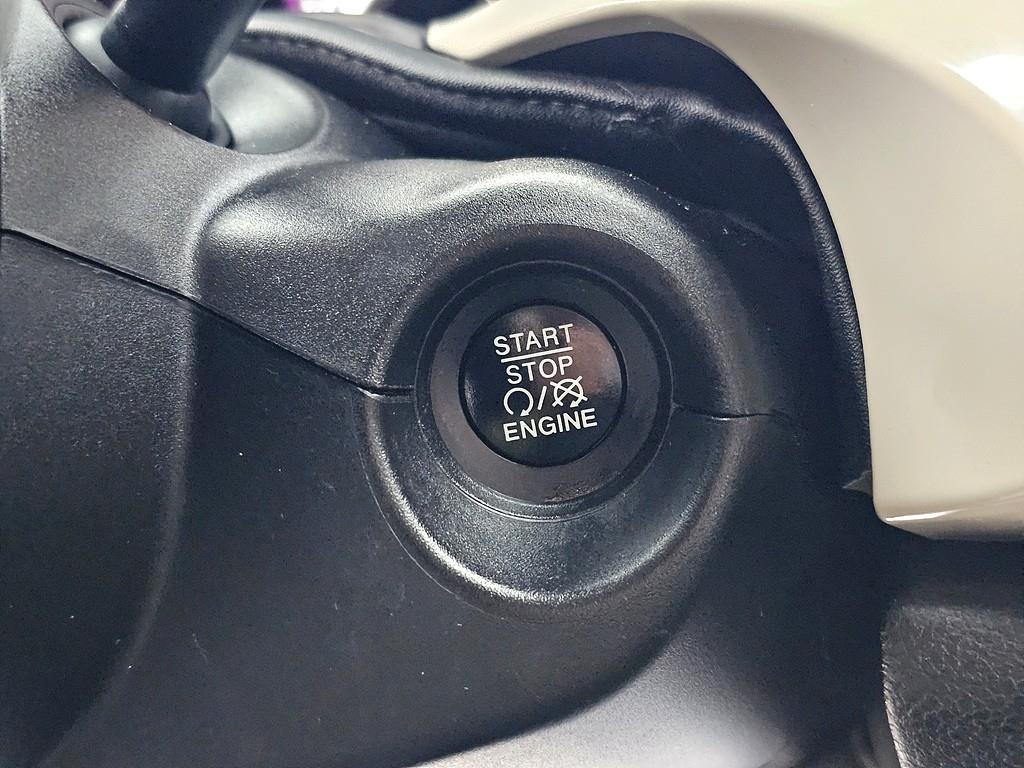 START
STOP
/
ENGINE